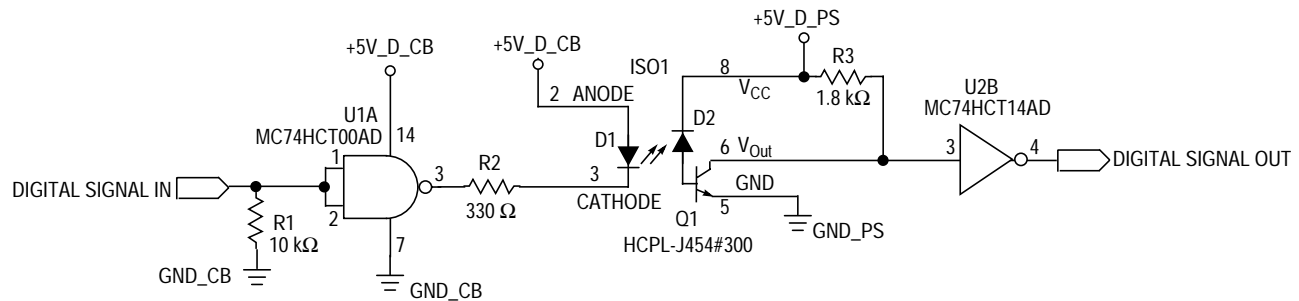 +5V_D_PS
+5V_D_CB
+5V_D_CB
ISO1
R3
1.8 kΩ
8
VCC
U2B
MC74HCT14AD
U1A
MC74HCT00AD
14
2 ANODE
D1
D2
6 VOut
3 4
DIGITAL SIGNAL OUT
1
3
R2
330 Ω
3
CATHODE
GND
5
Q1
GND_PS
HCPL-J454#300
DIGITAL SIGNAL IN
2
R1
10 kΩ
7
GND_CB
GND_CB